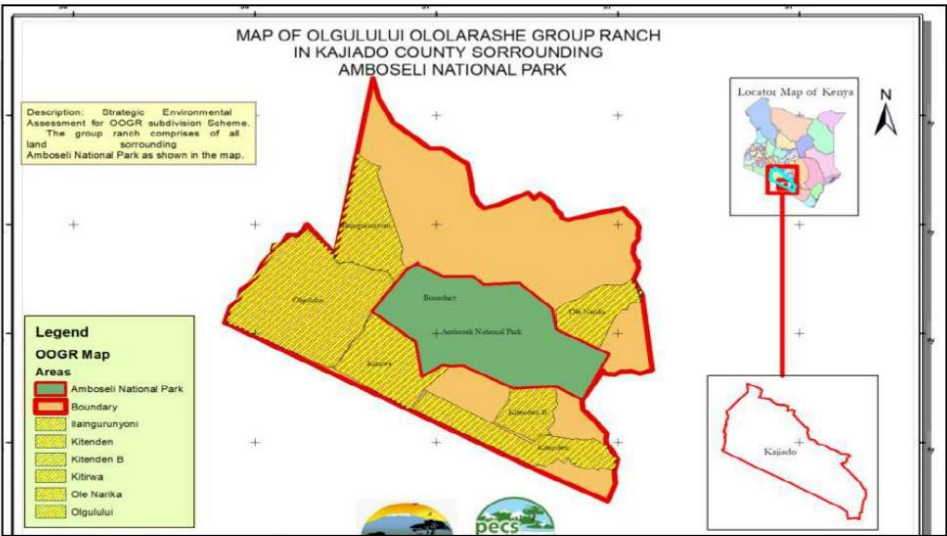 MAP OF OLGULULUI OLOLARASHE GROUP RANCH
IN KAJIADO COUNTY SORROUNDING
AMBOSELI NATIONAL PARK
Description: Strategic Environmental
Assessment for OOGR subdivision Scheme.
The group ranch comprises of all
land sorrounding
Amboseli National Park as shown in the map.
Locator Map of Kenya
N
Ilaingurunyoni
Boundary
Amboseli National Park
Ole Narika
Kitirwa
Kitenden B
Kitenden
Legend
OOGR Map
Areas
Amboseli National Park
Boundary
Ilaingurunyoni
Kitenden
Kitenden B
Kitirwa
Ole Narika
Olgulului
Kajiado
pecs